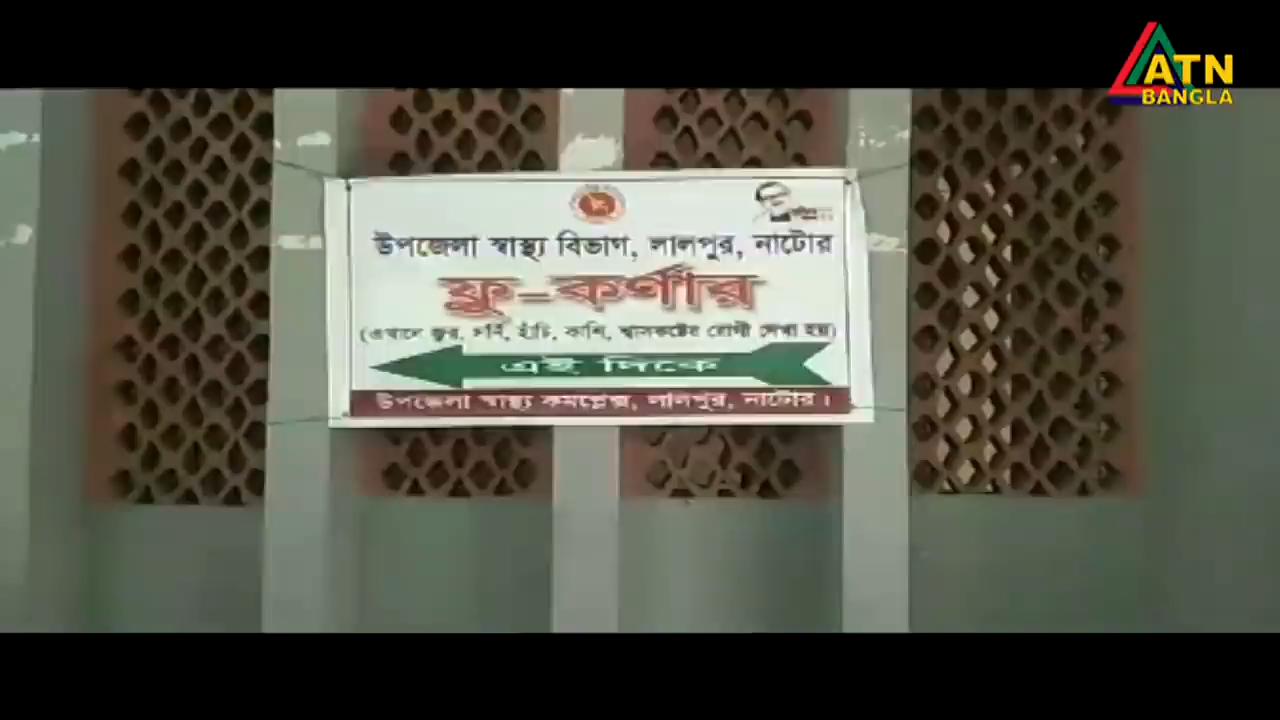 ATN
BANGLA
উপজেলা স্বাস্থ্য বিভাগ, লালপুর, নাটোর
ফ্লু-কর্ণার
(এখানে জ্বর, সর্দি, হাঁচি, কাশি, শ্বাসকষ্টের রোগী দেখা হয়)
এই দিকে
উপজেলা স্বাস্থ্য কমপ্লেক্স, লালপুর, নাটোর।